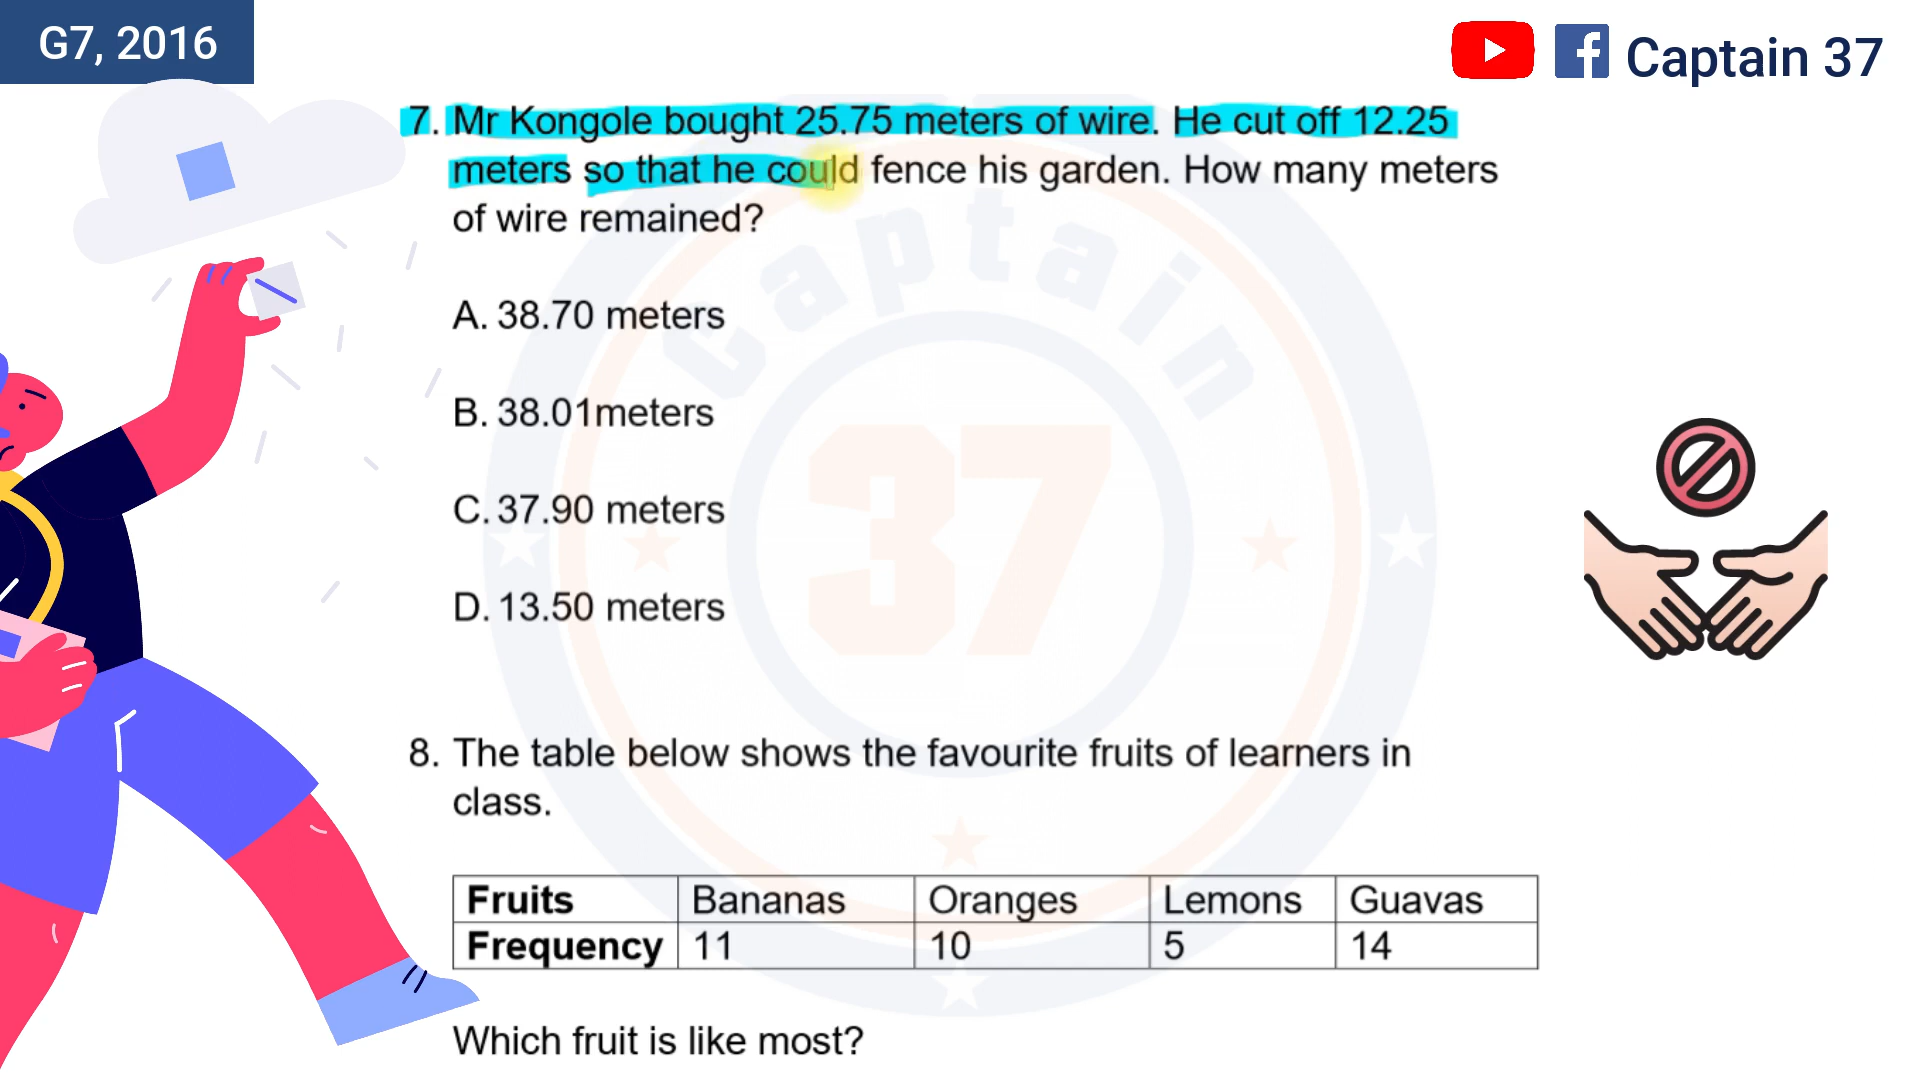 G7, 2016
Captain 37
7. Mr Kongole bought 25.75 meters of wire. He cut off 12.25
meters so that he could fence his garden. How many meters
of wire remained?
A. 38.70 meters
B. 38.01meters
C. 37.90 meters
D. 13.50 meters
Captain
37
8. The table below shows the favourite fruits of learners in
class.
Fruits Bananas Oranges Lemons Guavas
Frequency 11 10 5 14
Which fruit is like most?